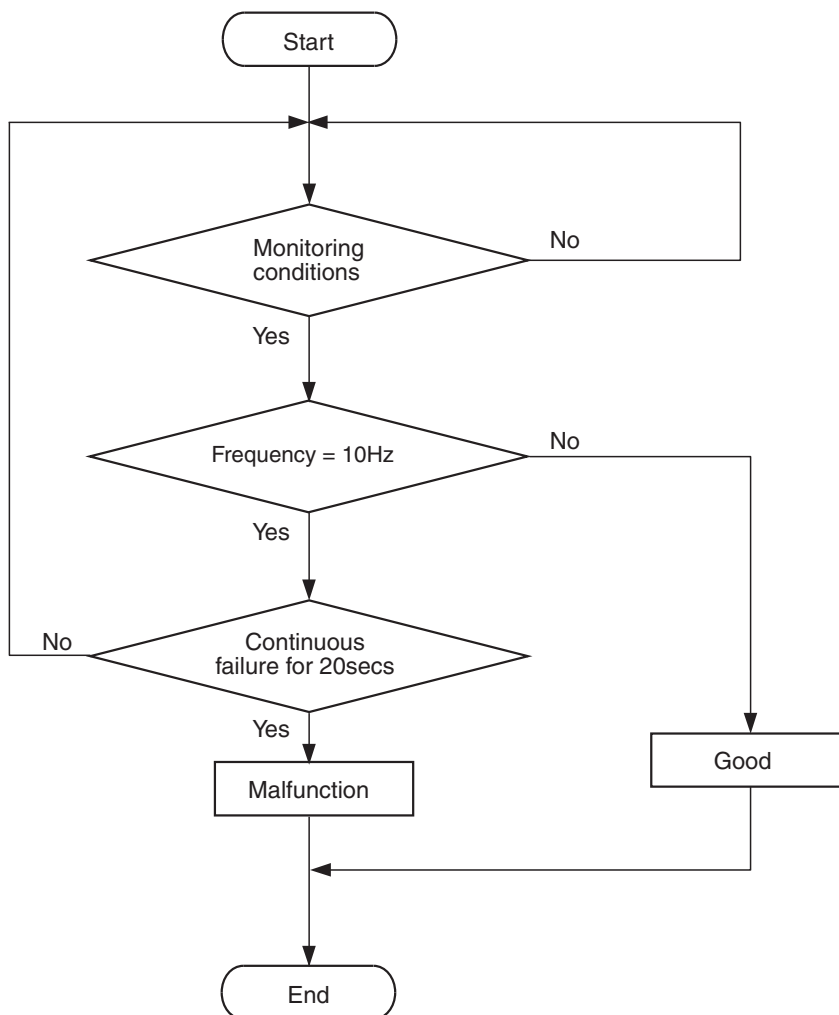 Start
Monitoring
conditions
No
Yes
Frequency = 10Hz
No
Yes
Continuous
failure for 20secs
No
Yes
Malfunction
Good
End